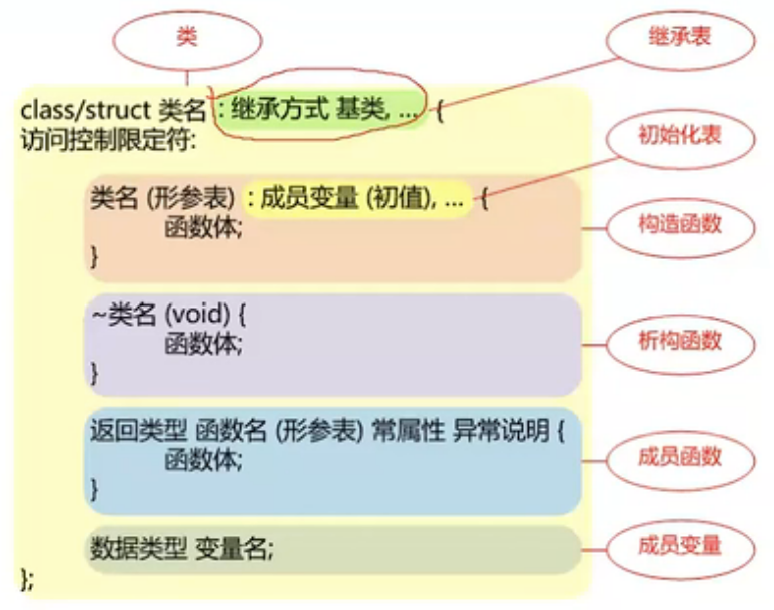 类
继承表
class/struct 类名 : 继承方式 基类, ... {
访问控制限定符:
初始化表
类名 (形参表) : 成员变量 (初值), ... {
函数体;
}
构造函数
~类名 (void) {
函数体;
}
析构函数
返回类型 函数名 (形参表) 常属性 异常说明 {
函数体;
}
成员函数
数据类型 变量名;
成员变量
};